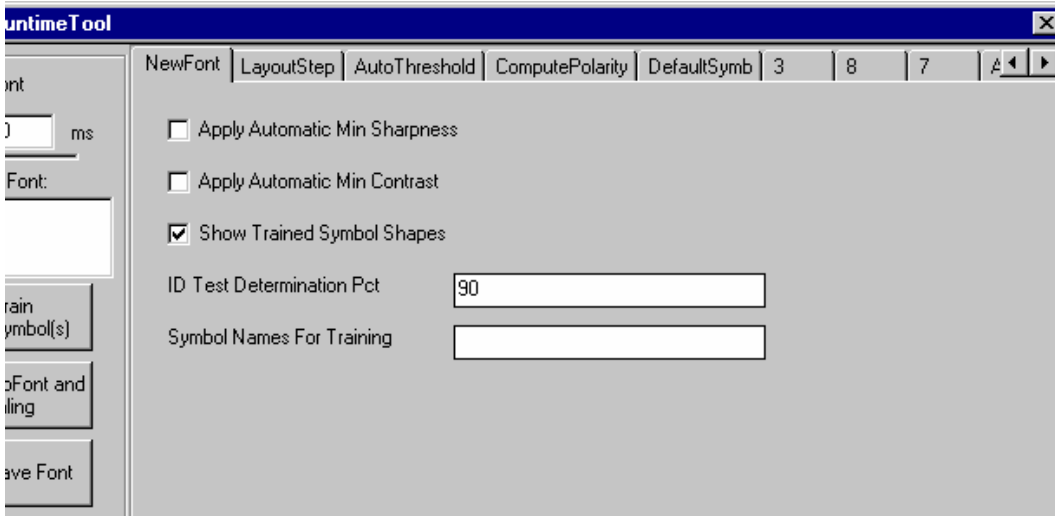 untimeTool
NewFont LayoutStep AutoThreshold ComputePolarity DefaultSymb 3 8 7
ont
ms
Font:
rain
ymbol(s)
oFont and
ling
ave Font
Apply Automatic Min Sharpness
Apply Automatic Min Contrast
Show Trained Symbol Shapes
ID Test Determination Pct 90
Symbol Names For Training